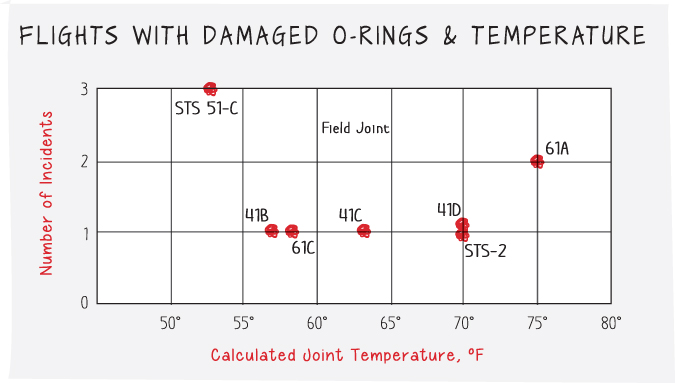 FLIGHTS WITH DAMAGED O-RINGS & TEMPERATURE
Number of Incidents
3
STS 51-C
Field Joint
2
61A
41B
41C
41D
1
61C
STS-2
0
50° 55° 60° 65° 70° 75° 80°
Calculated Joint Temperature, °F